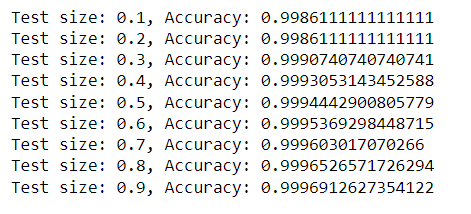 Test size: 0.1, Accuracy: 0.9986111111111111
Test size: 0.2, Accuracy: 0.9986111111111111
Test size: 0.3, Accuracy: 0.9990740740740741
Test size: 0.4, Accuracy: 0.9993053143452588
Test size: 0.5, Accuracy: 0.9994442900805779
Test size: 0.6, Accuracy: 0.9995369298448715
Test size: 0.7, Accuracy: 0.999603017070266
Test size: 0.8, Accuracy: 0.9996526571726294
Test size: 0.9, Accuracy: 0.9996912627354122